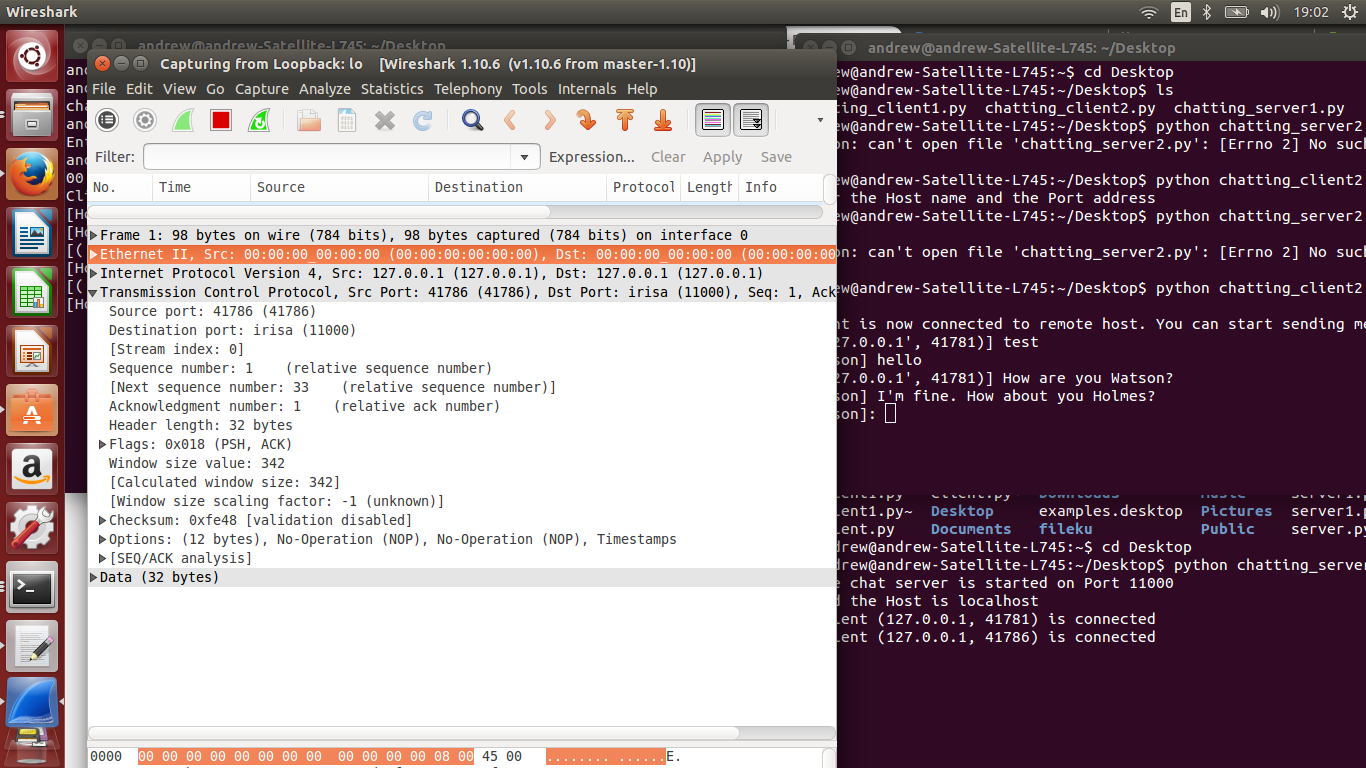 Wireshark
En
19:02
andrew@andrew-Satellite-L745: ~/Desktop
andrew@andrew-Satellite-L745: ~/Desktop
Capturing from Loopback: lo [Wireshark 1.10.6 (v1.10.6 from master-1.10)]
File Edit View Go Capture Analyze Statistics Telephony Tools Internals Help
Filter: Expression... Clear Apply Save
No. Time Source Destination Protocol Length Info
Frame 1: 98 bytes on wire (784 bits), 98 bytes captured (784 bits) on interface 0
Ethernet II, Src: 00:00:00_00:00:00 (00:00:00:00:00:00), Dst: 00:00:00_00:00:00 (00:00:00:00
Internet Protocol Version 4, Src: 127.0.0.1 (127.0.0.1), Dst: 127.0.0.1 (127.0.0.1)
Transmission Control Protocol, Src Port: 41786 (41786), Dst Port: irisa (11000), Seq: 1, Ack
Source port: 41786 (41786)
Destination port: irisa (11000)
[Stream index: 0]
Sequence number: 1 (relative sequence number)
[Next sequence number: 33 (relative sequence number)]
Acknowledgment number: 1 (relative ack number)
Header length: 32 bytes
Flags: 0x018 (PSH, ACK)
Window size value: 342
[Calculated window size: 342]
[Window size scaling factor: -1 (unknown)]
Checksum: 0xfe48 [validation disabled]
Options: (12 bytes), No-Operation (NOP), No-Operation (NOP), Timestamps
[SEQ/ACK analysis]
Data (32 bytes)
0000 00 00 00 00 00 00 00 00 00 00 00 00 08 00 45 00 ........ ......E.
an
an
ch
En
an
00
Cl
[Ho
[Ho
[(
[Ho
[(
[Ho
ew@andrew-Satellite-L745:~$ cd Desktop
ew@andrew-Satellite-L745:~/Desktop$ ls
ting_client1.py chatting_client2.py chatting_server1.py
ew@andrew-Satellite-L745:~/Desktop$ python chatting_server2
on: can't open file 'chatting_server2.py': [Errno 2] No such
ew@andrew-Satellite-L745:~/Desktop$ python chatting_client2
r the Host name and the Port address
ew@andrew-Satellite-L745:~/Desktop$ python chatting_server2
on: can't open file 'chatting_server2.py': [Errno 2] No such
ew@andrew-Satellite-L745:~/Desktop$ python chatting_client2
nt is now connected to remote host. You can start sending me
27.0.0.1', 41781)] test
son] hello
27.0.0.1', 41781)] How are you Watson?
son] I'm fine. How about you Holmes?
son]:
ient1.py Client.py Downloads Music server1.p
ient1.py~ Desktop examples.desktop Pictures server1.p
ient.py Documents fileku Public server.py
rew@andrew-Satellite-L745:~$ cd Desktop
rew@andrew-Satellite-L745:~/Desktop$ python chatting_serve
e chat server is started on Port 11000
d the Host is localhost
ient (127.0.0.1, 41781) is connected
ient (127.0.0.1, 41786) is connected